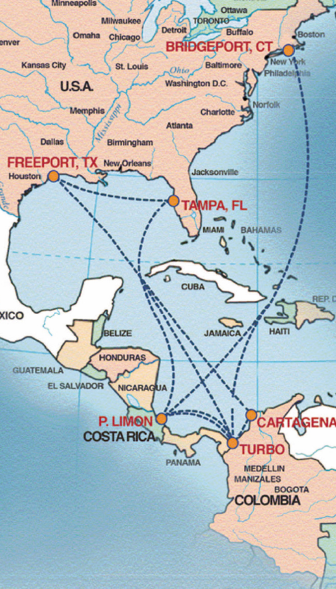 Minneapolis
Ottawa
Milwaukee
TORONTO
Omaha
Chicago
Detroit
Buffalo
Boston
BRIDGEPORT, CT
enver
Kansas City
St. Louis
Ohio
Baltimore
New York
Philadelphia
U.S.A.
Washington D.C.
Memphis
Mississippi
Charlotte
Norfolk
Atlanta
Dallas
Birmingham
FREEPORT, TX
New Orleans
Houston
Jacksonville
TAMPA, FL
MIAMI
BAHAMAS
CUBA
XICO
REP. D
JAMAICA
HAITI
BELIZE
HONDURAS
GUATEMALA
EL SALVADOR
NICARAGUA
P. LIMON
CARTAGENA
COSTA RICA
TURBO
PANAMA
MEDELLIN
MANIZALES
BOGOTA
COLOMBIA